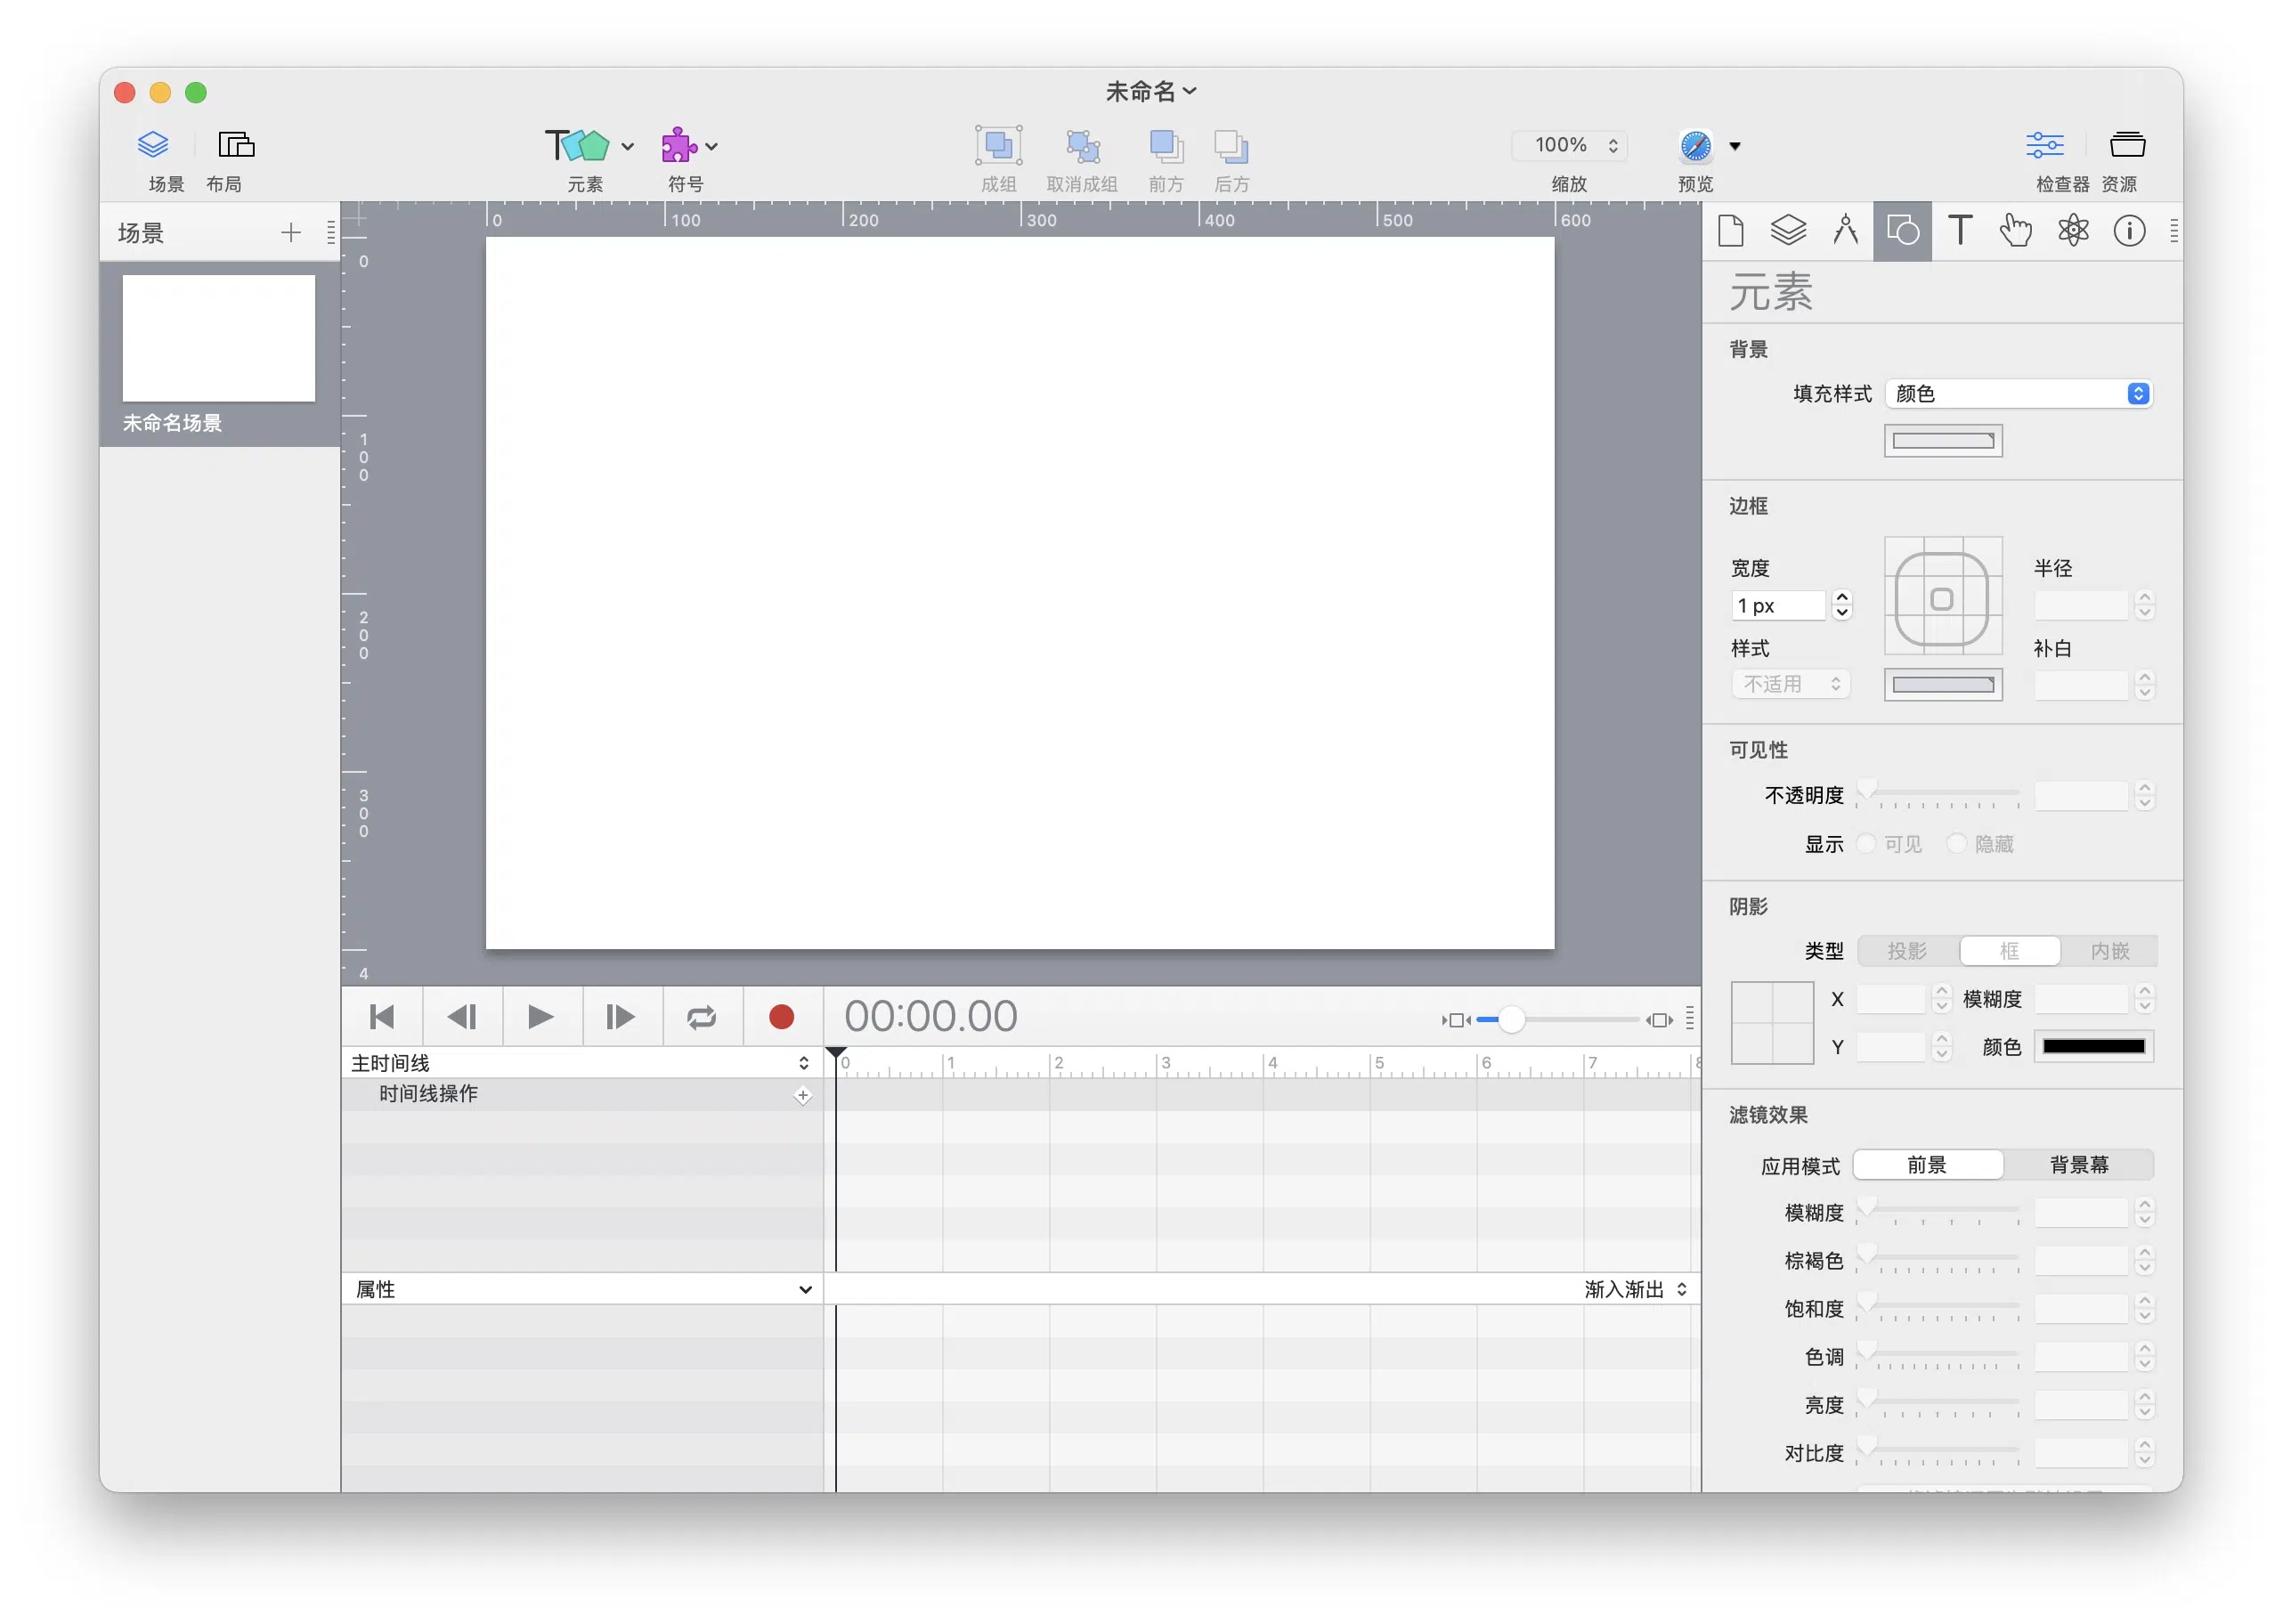 未命名
100%
场景 布局 元素 符号 成组 取消成组 前方 后方 缩放 预览 检查器 资源
场景
未命名场景
0 100 200 300 400 500 600
0
100
200
300
4
元素
背景
填充样式 颜色
边框
宽度 半径
1 px
样式 补白
不适用
可见性
不透明度
显示 可见 隐藏
阴影
类型 投影 框 内嵌
X 模糊度
Y 颜色
滤镜效果
应用模式 前景 背景幕
模糊度
棕褐色
饱和度
色调
亮度
对比度
00:00.00
主时间线 0 1 2 3 4 5 6 7 8
时间线操作
属性 渐入渐出